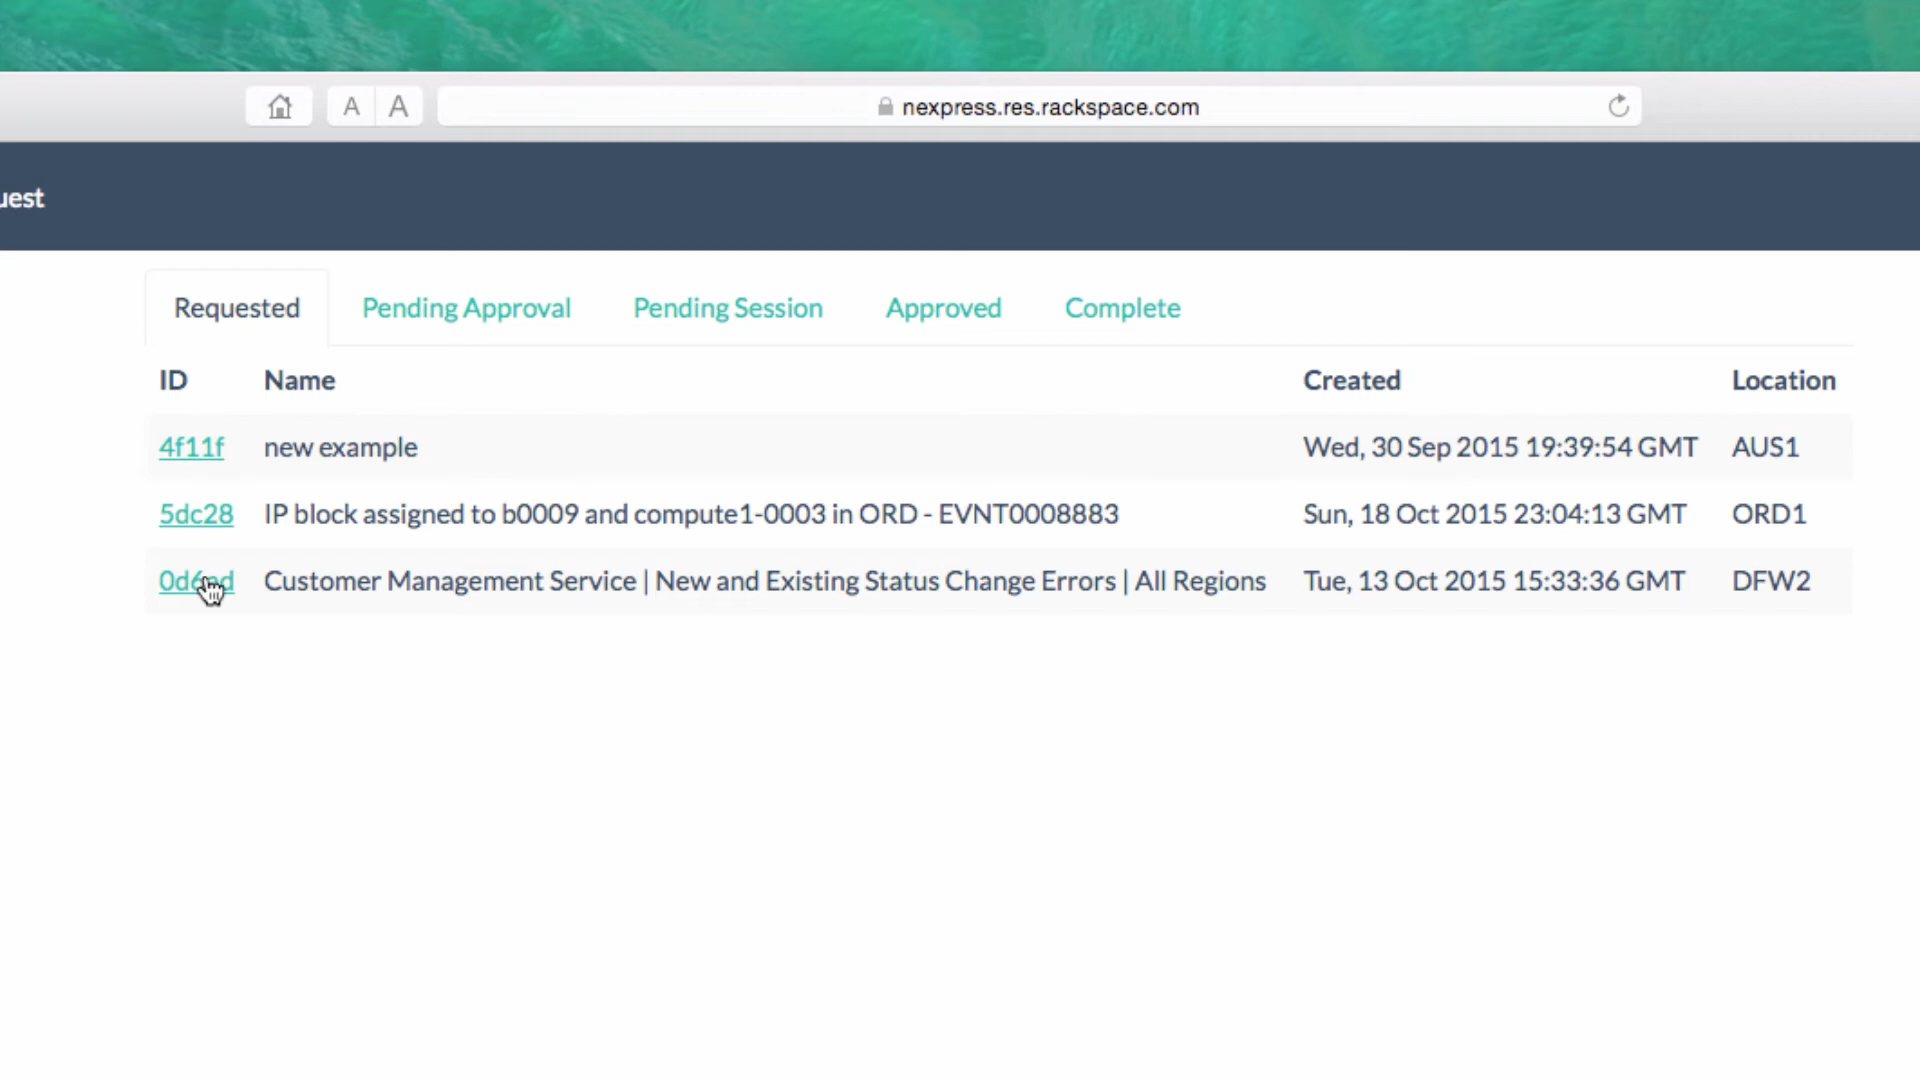 A A nexpress.res.rackspace.com
uest
Requested Pending Approval Pending Session Approved Complete
ID Name Created Location
4f11f new example Wed, 30 Sep 2015 19:39:54 GMT AUS1
5dc28 IP block assigned to b0009 and compute1-0003 in ORD - EVNT0008883 Sun, 18 Oct 2015 23:04:13 GMT ORD1
Customer Management Service | New and Existing Status Change Errors | All Regions Tue, 13 Oct 2015 15:33:36 GMT DFW2